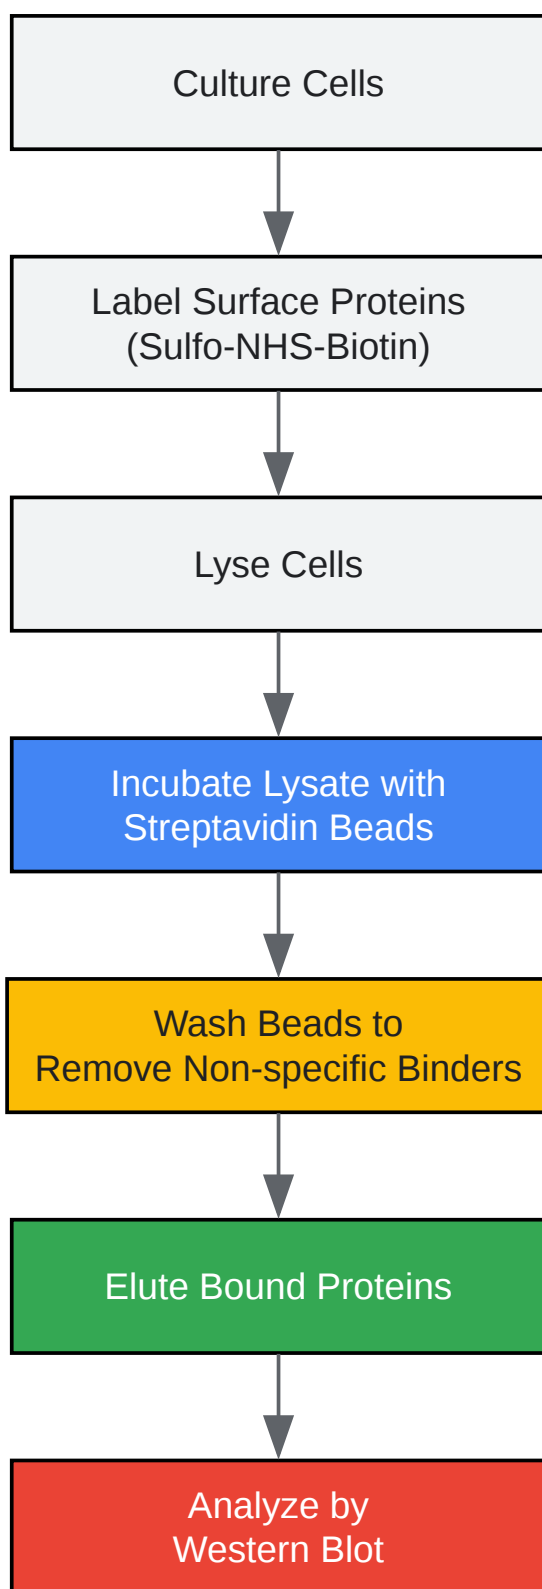 Culture Cells
Label Surface Proteins
(Sulfo-NHS-Biotin)
Lyse Cells
Incubate Lysate with
Streptavidin Beads
Wash Beads to
Remove Non-specific Binders
Elute Bound Proteins
Analyze by
Western Blot